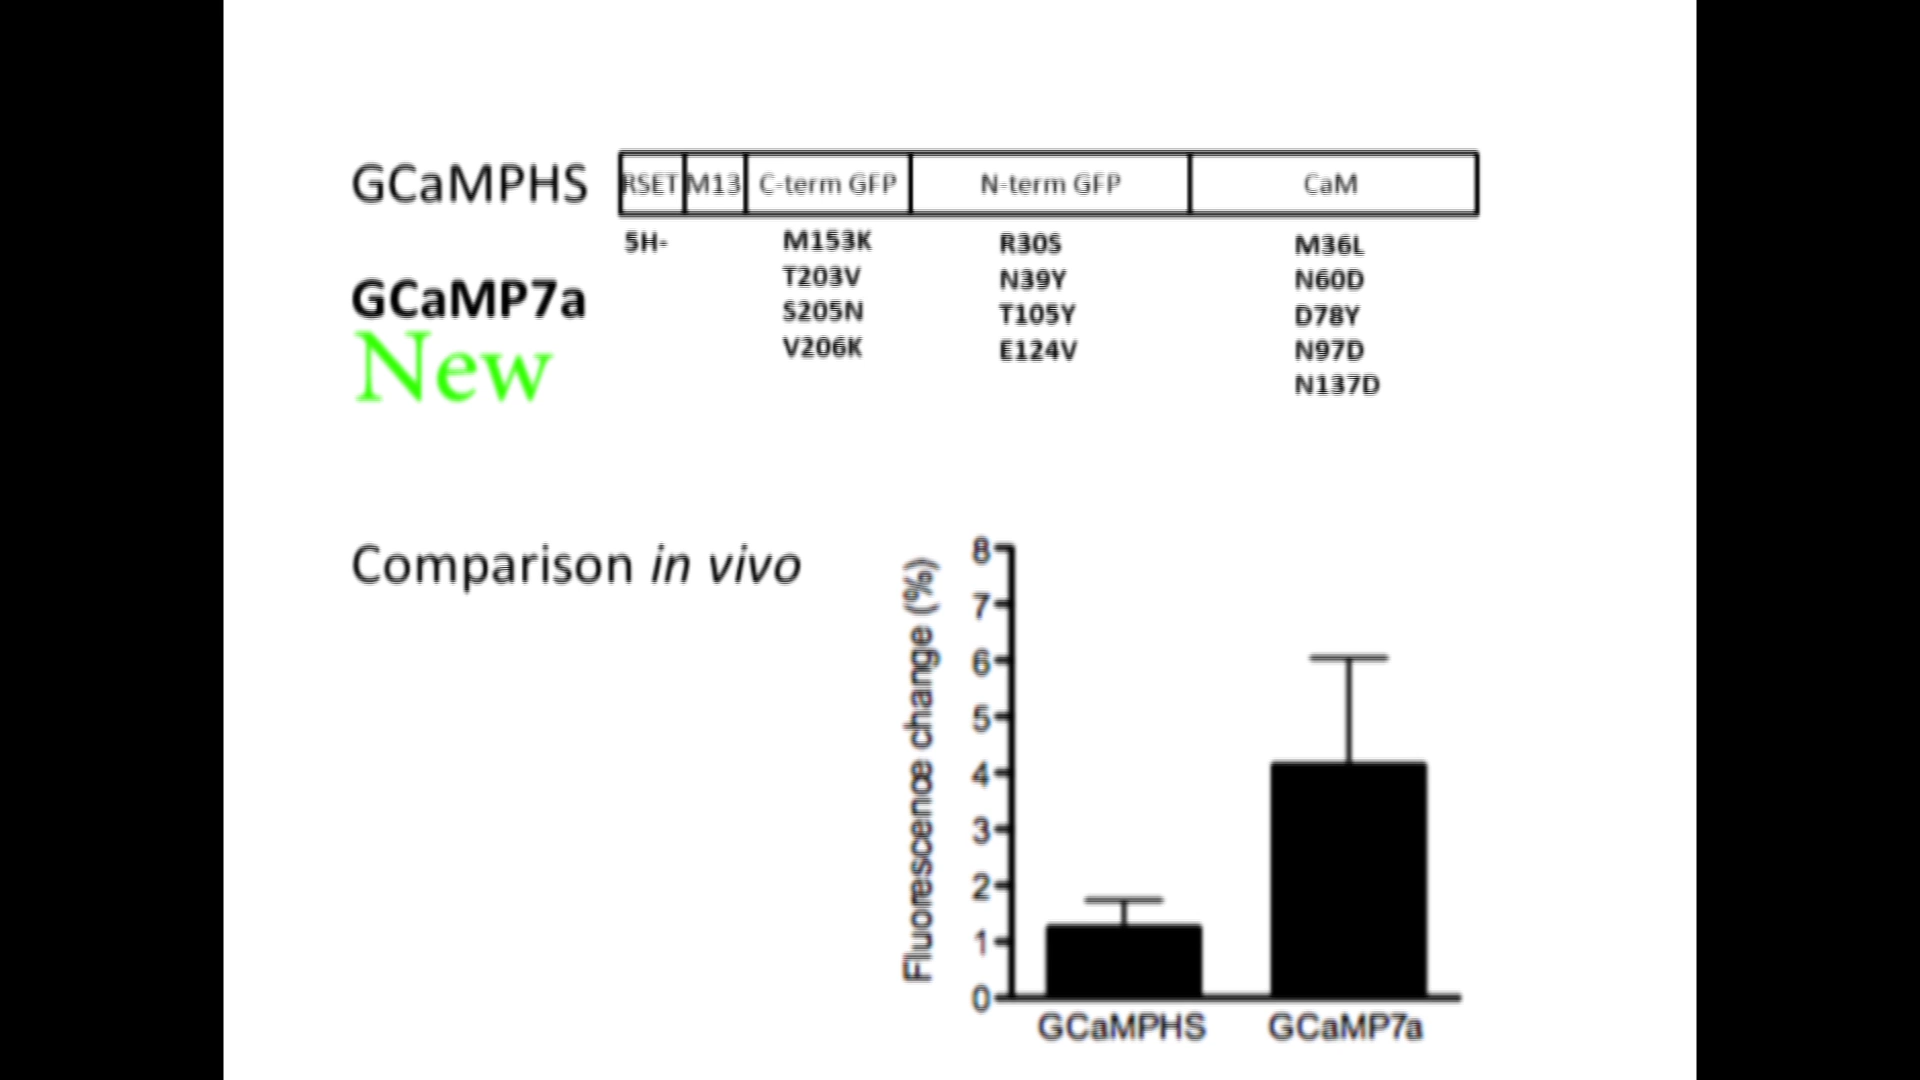 GCaMPHS RSET M13 C-term GFP N-term GFP CaM
5H- M153K R30S M36L
T203V N39Y N60D
GCaMP7a S205N T105Y D78Y
New V206K E124V N97D
N137D
Comparison in vivo
Fluorescence change (%)
8
7
6
5
4
3
2
1
0
GCaMPHS GCaMP7a